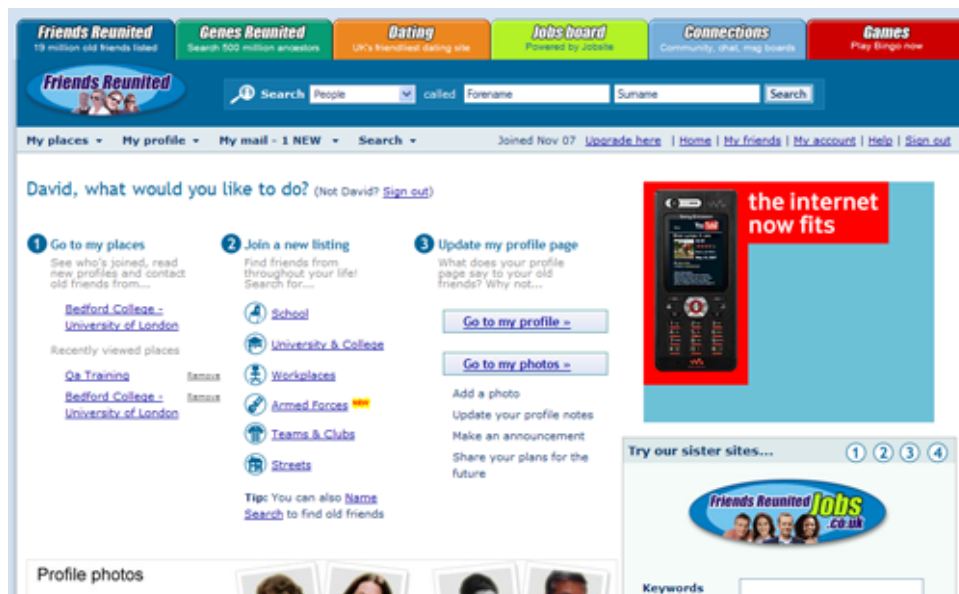 Friends Reunited
19 million old friends listed
Genes Reunited
Search 500 million ancestors
Dating
UK's friendliest dating site
Jobs board
Powered by Jobsite
Connections
Community, chat, msg boards
Games
Play Bingo now
Friends Reunited
Search People called Forename Surname Search
My places My profile My mail - 1 NEW Search
Joined Nov 07 Upgrade here | Home | My friends | My account | Help | Sign out
David, what would you like to do? (Not David? Sign out)
1 Go to my places
See who's joined, read
new profiles and contact
old friends from...
Bedford College -
University of London
Recently viewed places
Qa Training Remove
Bedford College - Remove
University of London
2 Join a new listing
Find friends from
throughout your life!
Search for...
School
University & College
Workplaces
Armed Forces NEW
Teams & Clubs
Streets
Tip: You can also Name
Search to find old friends
3 Update my profile page
What does your profile
page say to your old
friends? Why not...
Go to my profile »
Go to my photos »
Add a photo
Update your profile notes
Make an announcement
Share your plans for the
future
the internet
now fits
YouTube
Try our sister sites... 1 2 3 4
Friends Reunited Jobs
.co.uk
Keywords
Profile photos